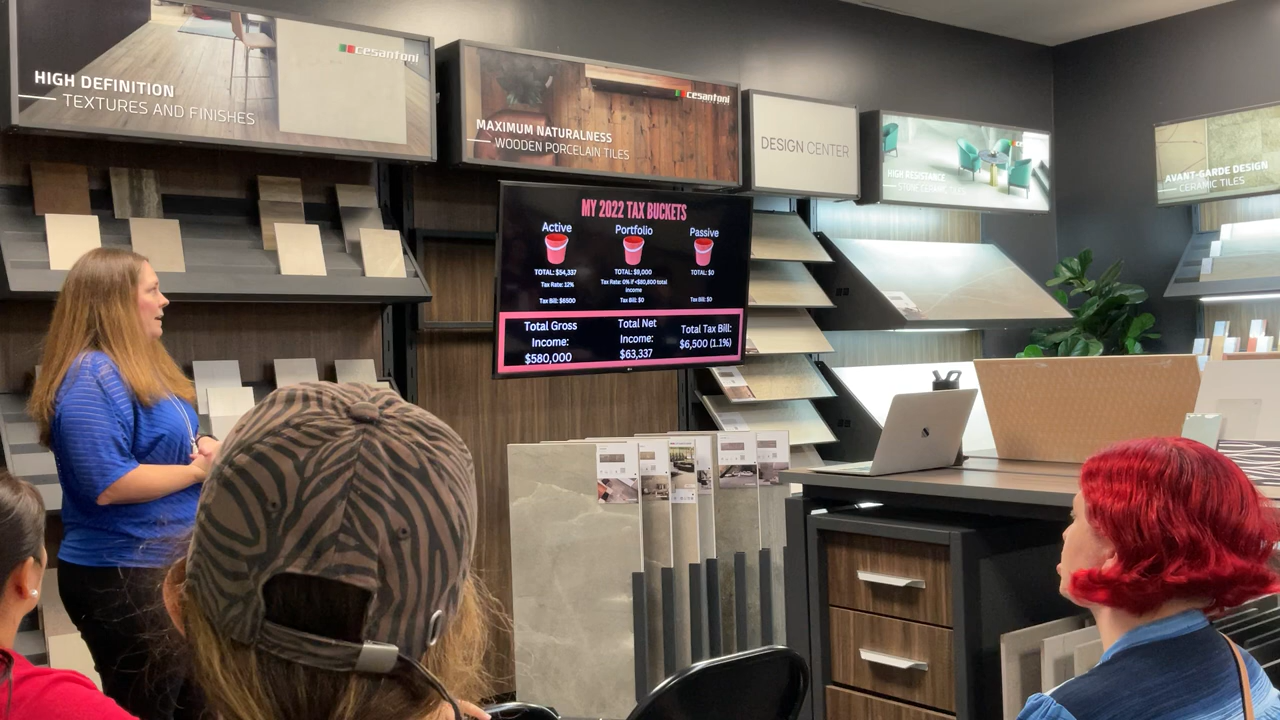 HIGH DEFINITION
TEXTURES AND FINISHES
cesantoni
MAXIMUM NATURALNESS
WOODEN PORCELAIN TILES
cesantoni
DESIGN CENTER
HIGH RESISTANCE
STONE CERAMIC TILES
AVANT-GARDE DESIGN
CERAMIC TILES
MY 2022 TAX BUCKETS
Active
TOTAL: $54,337
Tax Rate: 12%
Tax Bill: $6500
Portfolio
TOTAL: $9,000
Tax Rate: 0% if <$80,800 total
income
Tax Bill: $0
Passive
TOTAL: $0
Tax Bill: $0
Total Gross
Income:
$580,000
Total Net
Income:
$63,337
Total Tax Bill:
$6,500 (1.1%)